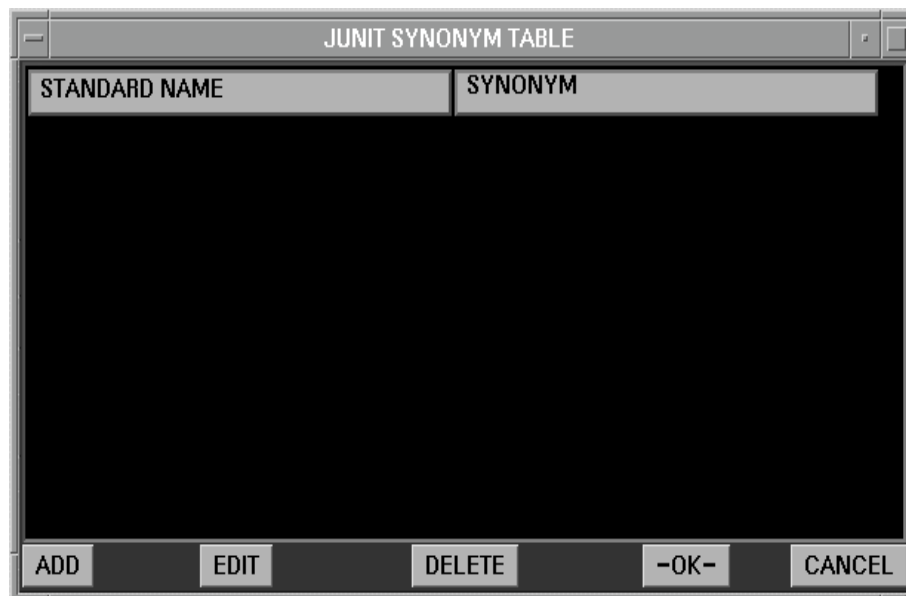 JUNIT SYNONYM TABLE
STANDARD NAME SYNONYM
ADD EDIT DELETE -OK- CANCEL